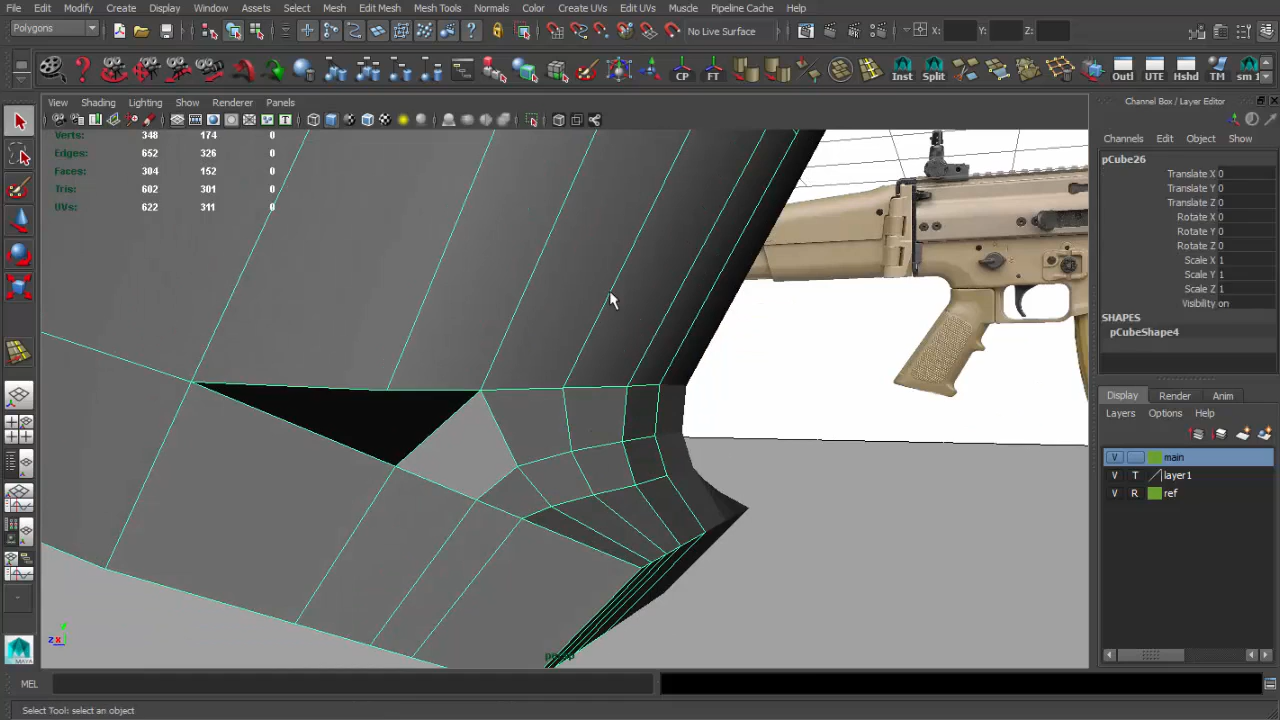 File Edit Modify Create Display Window Assets Select Mesh Edit Mesh Mesh Tools Normals Color Create UVs Edit UVs Muscle Pipeline Cache Help
Polygons No Live Surface X: Y: Z:
CP FT Inst Split Outl UTE Hshd TM sm 1
View Shading Lighting Show Renderer Panels
Channel Box / Layer Editor
Verts: 348 174 0
Edges: 652 326 0
Faces: 304 152 0
Tris: 602 301 0
UVs: 622 311 0
Channels Edit Object Show
pCube26
Translate X 0
Translate Y 0
Translate Z 0
Rotate X 0
Rotate Y 0
Rotate Z 0
Scale X 1
Scale Y 1
Scale Z 1
Visibility on
SHAPES
pCubeShape4
Display Render Anim
Layers Options Help
V main
V T layer1
V R ref
persp
MEL
Select Tool: select an object